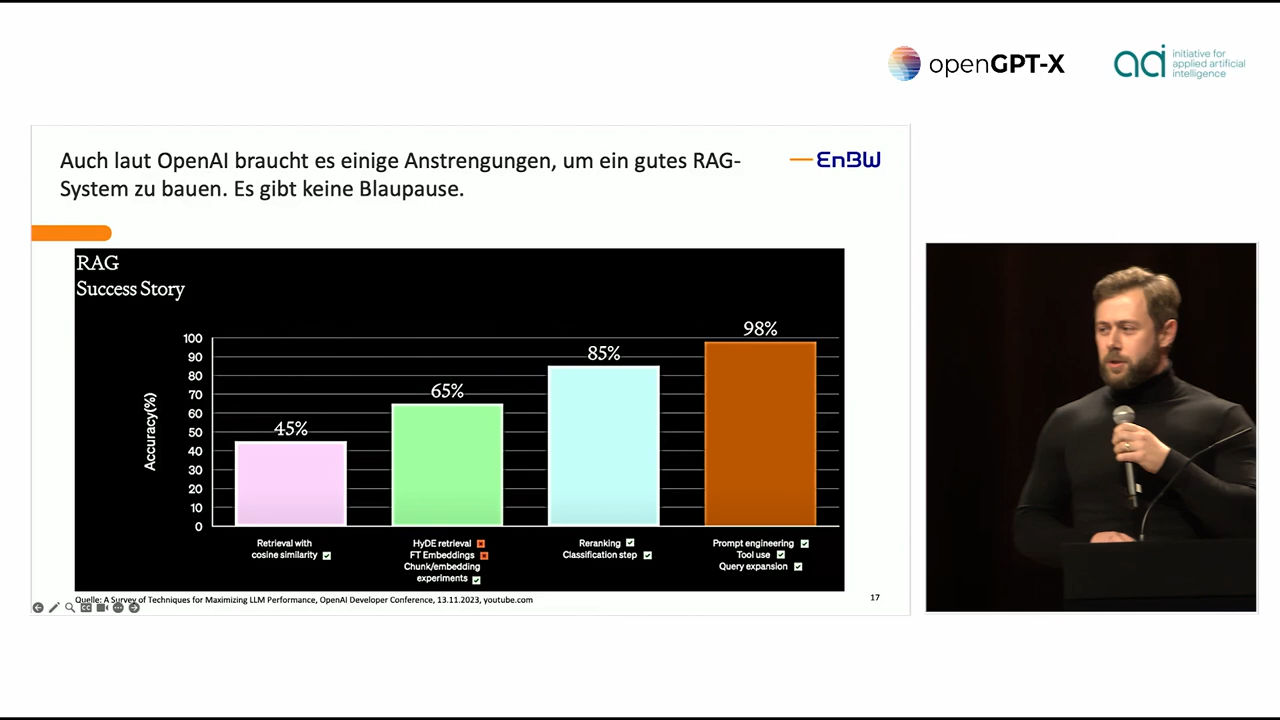 openGPT-X
aai initiative for
applied artificial
intelligence
Auch laut OpenAI braucht es einige Anstrengungen, um ein gutes RAG-
System zu bauen. Es gibt keine Blaupause.
EnBW
RAG
Success Story
Accuracy(%)
100
90
80
70
60
50
40
30
20
10
0
45%
65%
85%
98%
Retrieval with
cosine similarity
HyDE retrieval
FT Embeddings
Chunk/embedding
experiments
Reranking
Classification step
Prompt engineering
Tool use
Query expansion
Quelle: A Survey of Techniques for Maximizing LLM Performance, OpenAI Developer Conference, 13.11.2023, youtube.com
17